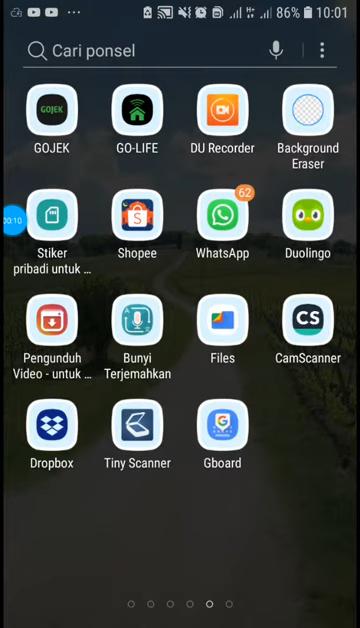 86% 10:01
Cari ponsel
GOJEK
GOJEK
GO-LIFE
DU Recorder
Background
Eraser
00:10
62
Stiker
pribadi untuk ...
Shopee
WhatsApp
Duolingo
CS
Pengunduh
Video - untuk ...
Bunyi
Terjemahkan
Files
CamScanner
Dropbox
Tiny Scanner
Gboard